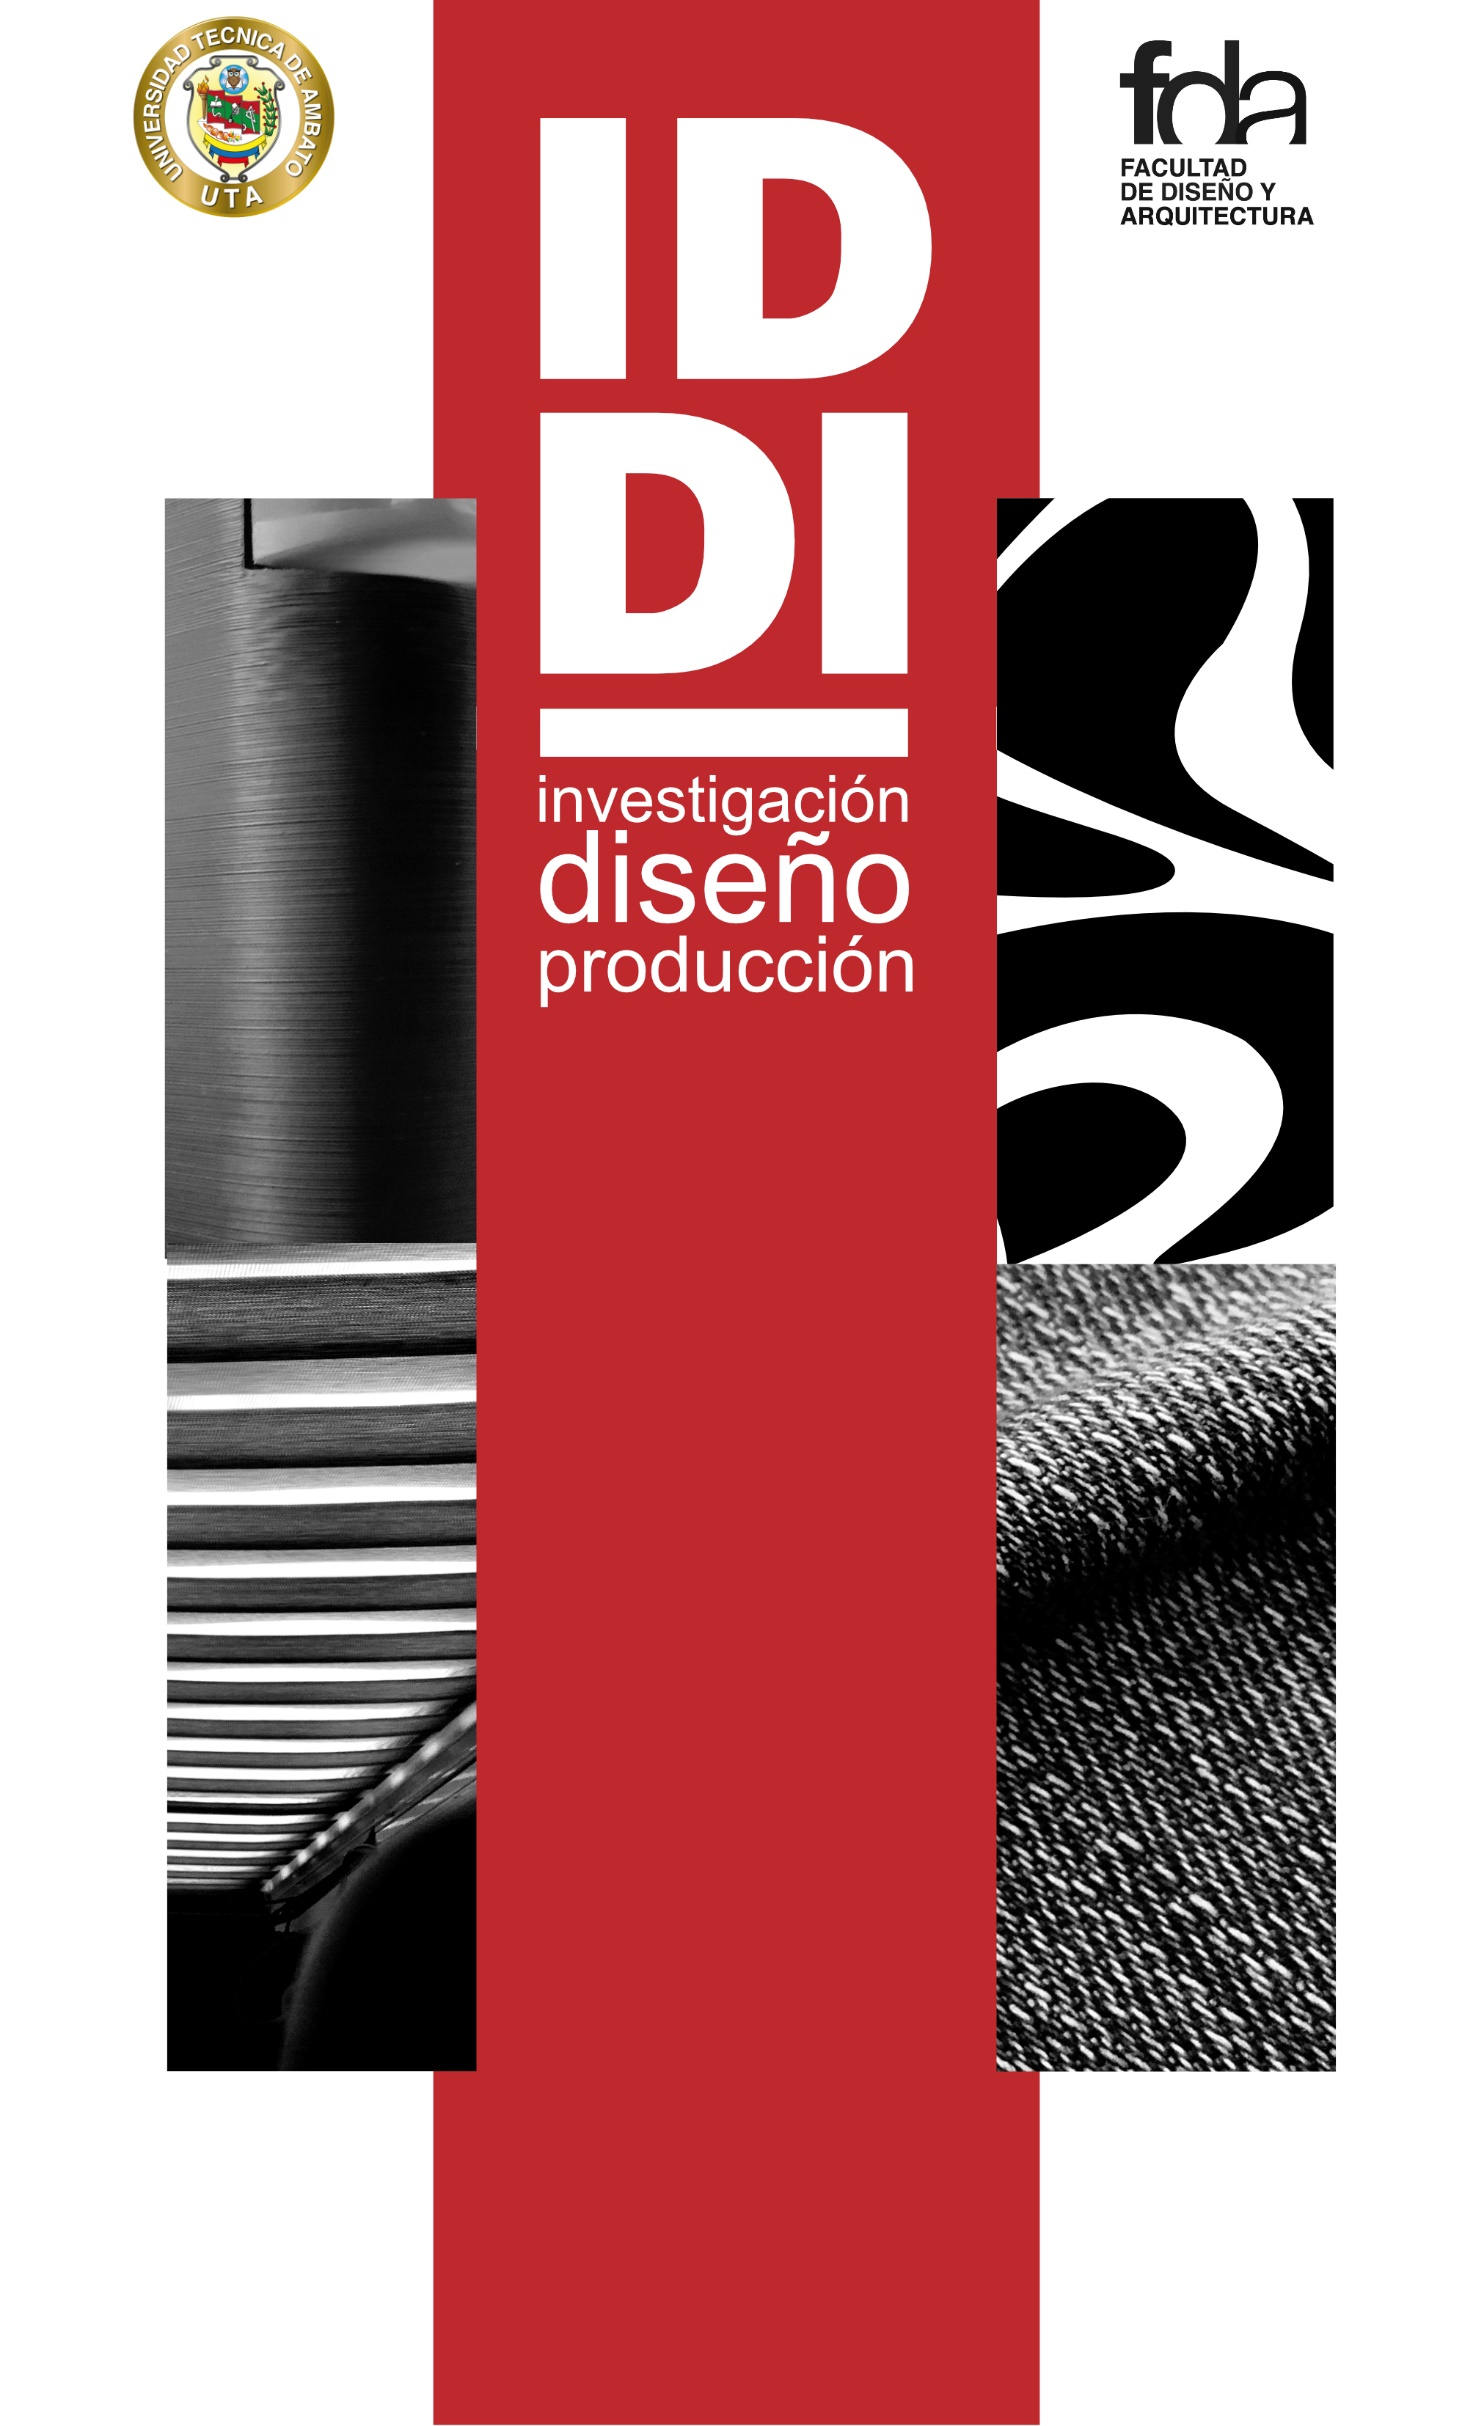 UNIVERSIDAD TECNICA DE AMBATO
UTA
fda
FACULTAD
DE DISEÑO Y
ARQUITECTURA
ID
DI
investigación
diseño
producción